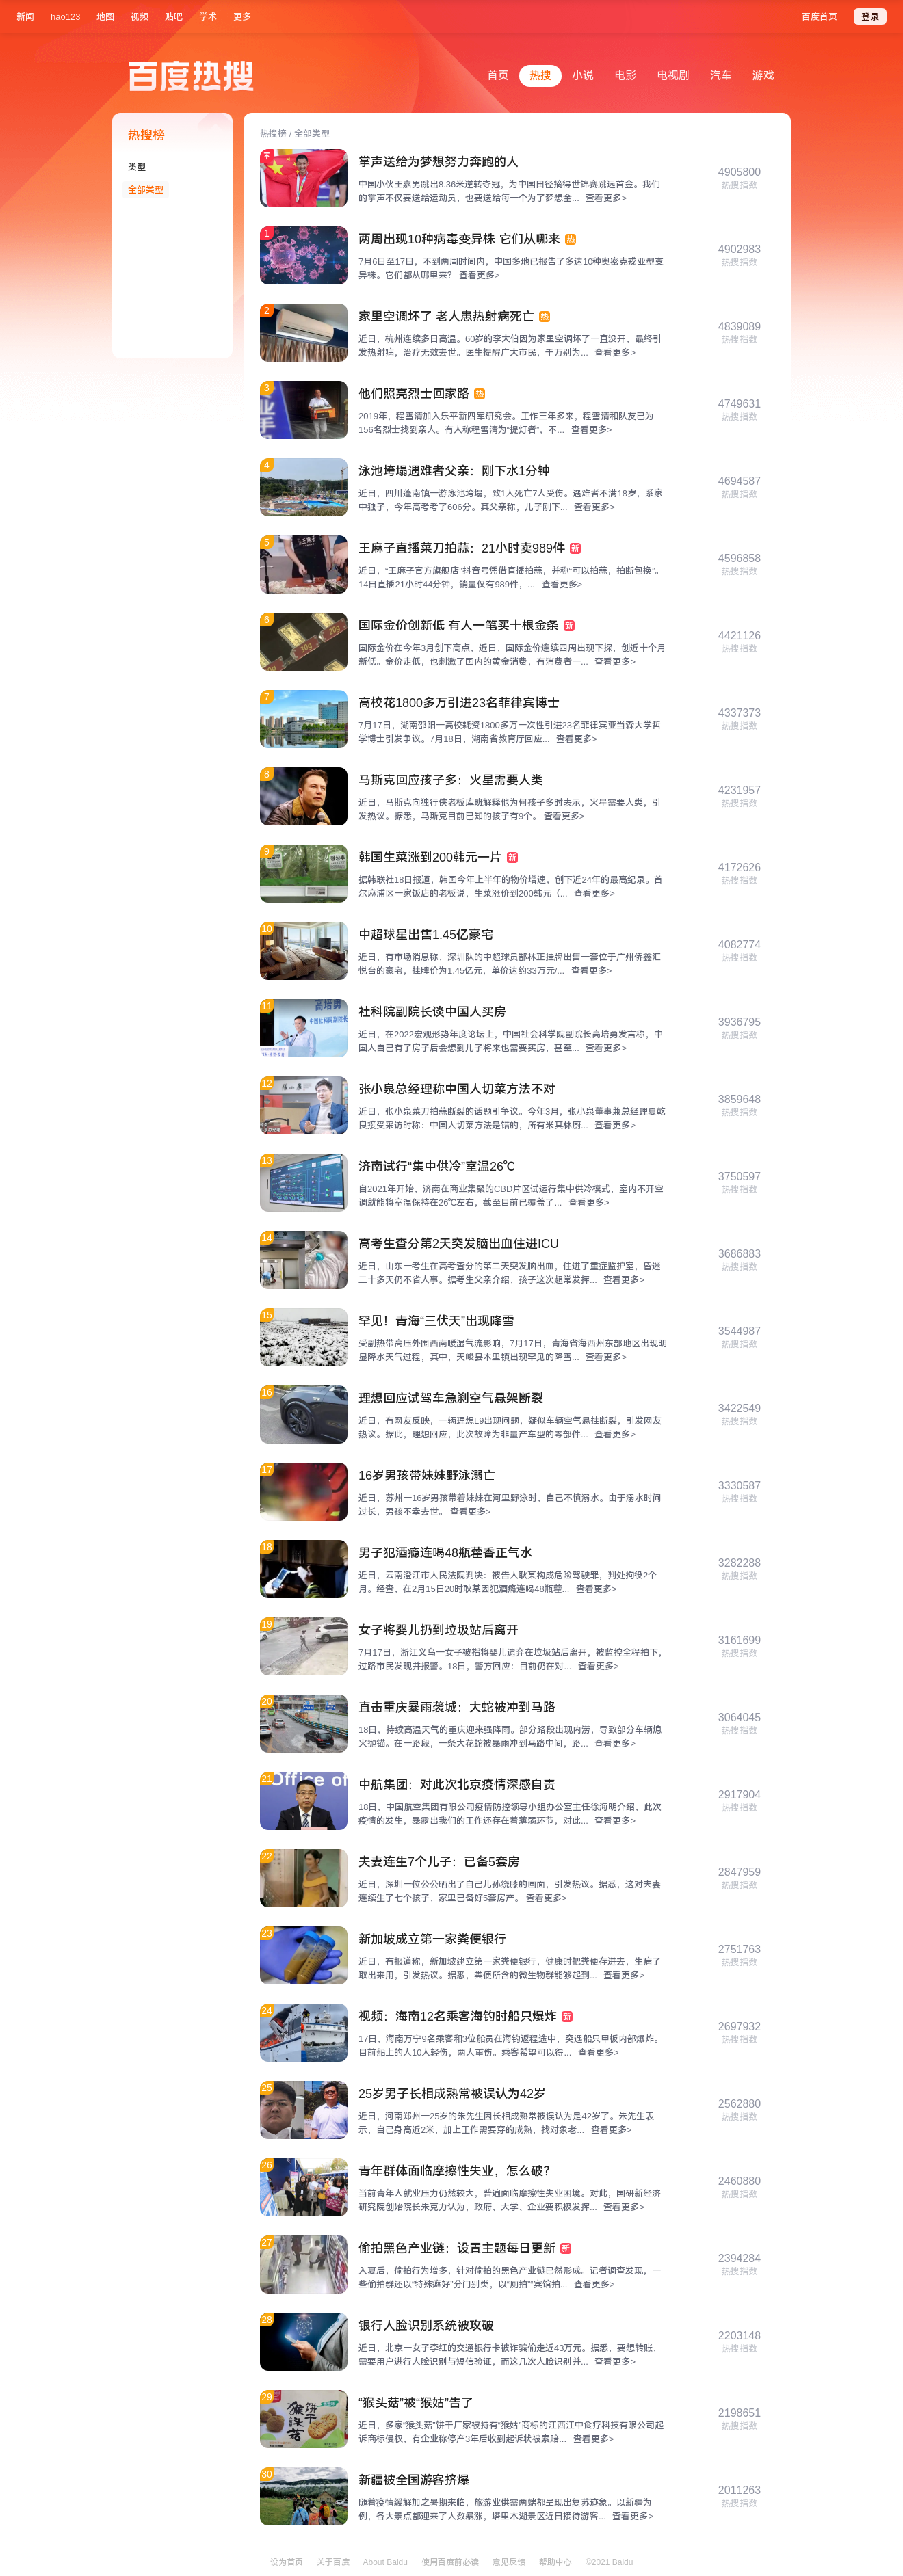 新闻 hao123 地图 视频 贴吧 学术 更多 百度首页 登录
百度热搜 首页 热搜 小说 电影 电视剧 汽车 游戏
热搜榜
类型
全部类型
热搜榜 / 全部类型
掌声送给为梦想努力奔跑的人
中国小伙王嘉男跳出8.36米逆转夺冠，为中国田径摘得世锦赛跳远首金。我们
的掌声不仅要送给运动员，也要送给每一个为了梦想全... 查看更多>
4905800
热搜指数
1
两周出现10种病毒变异株 它们从哪来 热
7月6日至17日，不到两周时间内，中国多地已报告了多达10种奥密克戎亚型变
异株。它们都从哪里来？ 查看更多>
4902983
热搜指数
2
家里空调坏了 老人患热射病死亡 热
近日，杭州连续多日高温。60岁的李大伯因为家里空调坏了一直没开，最终引
发热射病，治疗无效去世。医生提醒广大市民，千万别为... 查看更多>
4839089
热搜指数
3
他们照亮烈士回家路 热
2019年，程雪清加入乐平新四军研究会。工作三年多来，程雪清和队友已为
156名烈士找到亲人。有人称程雪清为“提灯者”，不... 查看更多>
4749631
热搜指数
4
泳池垮塌遇难者父亲：刚下水1分钟
近日，四川蓬南镇一游泳池垮塌，致1人死亡7人受伤。遇难者不满18岁，系家
中独子，今年高考考了606分。其父亲称，儿子刚下... 查看更多>
4694587
热搜指数
5
王麻子直播菜刀拍蒜：21小时卖989件 新
近日，“王麻子官方旗舰店”抖音号凭借直播拍蒜，并称“可以拍蒜，拍断包换”。
14日直播21小时44分钟，销量仅有989件，... 查看更多>
4596858
热搜指数
6
国际金价创新低 有人一笔买十根金条 新
国际金价在今年3月创下高点，近日，国际金价连续四周出现下探，创近十个月
新低。金价走低，也刺激了国内的黄金消费，有消费者一... 查看更多>
4421126
热搜指数
7
高校花1800多万引进23名菲律宾博士
7月17日，湖南邵阳一高校耗资1800多万一次性引进23名菲律宾亚当森大学哲
学博士引发争议。7月18日，湖南省教育厅回应... 查看更多>
4337373
热搜指数
8
马斯克回应孩子多：火星需要人类
近日，马斯克向独行侠老板库班解释他为何孩子多时表示，火星需要人类，引
发热议。据悉，马斯克目前已知的孩子有9个。 查看更多>
4231957
热搜指数
9
韩国生菜涨到200韩元一片 新
据韩联社18日报道，韩国今年上半年的物价增速，创下近24年的最高纪录。首
尔麻浦区一家饭店的老板说，生菜涨价到200韩元（... 查看更多>
4172626
热搜指数
10
中超球星出售1.45亿豪宅
近日，有市场消息称，深圳队的中超球员郜林正挂牌出售一套位于广州侨鑫汇
悦台的豪宅，挂牌价为1.45亿元，单价达约33万元/... 查看更多>
4082774
热搜指数
11
社科院副院长谈中国人买房
近日，在2022宏观形势年度论坛上，中国社会科学院副院长高培勇发言称，中
国人自己有了房子后会想到儿子将来也需要买房，甚至... 查看更多>
3936795
热搜指数
12
张小泉总经理称中国人切菜方法不对
近日，张小泉菜刀拍蒜断裂的话题引争议。今年3月，张小泉董事兼总经理夏乾
良接受采访时称：中国人切菜方法是错的，所有米其林厨... 查看更多>
3859648
热搜指数
13
济南试行“集中供冷”室温26℃
自2021年开始，济南在商业集聚的CBD片区试运行集中供冷模式，室内不开空
调就能将室温保持在26℃左右，截至目前已覆盖了... 查看更多>
3750597
热搜指数
14
高考生查分第2天突发脑出血住进ICU
近日，山东一考生在高考查分的第二天突发脑出血，住进了重症监护室，昏迷
二十多天仍不省人事。据考生父亲介绍，孩子这次超常发挥... 查看更多>
3686883
热搜指数
15
罕见！青海“三伏天”出现降雪
受副热带高压外围西南暖湿气流影响，7月17日，青海省海西州东部地区出现明
显降水天气过程，其中，天峻县木里镇出现罕见的降雪... 查看更多>
3544987
热搜指数
16
理想回应试驾车急刹空气悬架断裂
近日，有网友反映，一辆理想L9出现问题，疑似车辆空气悬挂断裂，引发网友
热议。据此，理想回应，此次故障为非量产车型的零部件... 查看更多>
3422549
热搜指数
17
16岁男孩带妹妹野泳溺亡
近日，苏州一16岁男孩带着妹妹在河里野泳时，自己不慎溺水。由于溺水时间
过长，男孩不幸去世。 查看更多>
3330587
热搜指数
18
男子犯酒瘾连喝48瓶藿香正气水
近日，云南澄江市人民法院判决：被告人耿某构成危险驾驶罪，判处拘役2个
月。经查，在2月15日20时耿某因犯酒瘾连喝48瓶藿... 查看更多>
3282288
热搜指数
19
女子将婴儿扔到垃圾站后离开
7月17日，浙江义乌一女子被指将婴儿遗弃在垃圾站后离开，被监控全程拍下，
过路市民发现并报警。18日，警方回应：目前仍在对... 查看更多>
3161699
热搜指数
20
直击重庆暴雨袭城：大蛇被冲到马路
18日，持续高温天气的重庆迎来强降雨。部分路段出现内涝，导致部分车辆熄
火抛锚。在一路段，一条大花蛇被暴雨冲到马路中间，路... 查看更多>
3064045
热搜指数
21
中航集团：对此次北京疫情深感自责
18日，中国航空集团有限公司疫情防控领导小组办公室主任徐海明介绍，此次
疫情的发生，暴露出我们的工作还存在着薄弱环节，对此... 查看更多>
2917904
热搜指数
22
夫妻连生7个儿子：已备5套房
近日，深圳一位公公晒出了自己儿孙绕膝的画面，引发热议。据悉，这对夫妻
连续生了七个孩子，家里已备好5套房产。 查看更多>
2847959
热搜指数
23
新加坡成立第一家粪便银行
近日，有报道称，新加坡建立第一家粪便银行，健康时把粪便存进去，生病了
取出来用，引发热议。据悉，粪便所含的微生物群能够起到... 查看更多>
2751763
热搜指数
24
视频：海南12名乘客海钓时船只爆炸 新
17日，海南万宁9名乘客和3位船员在海钓返程途中，突遇船只甲板内部爆炸。
目前船上的人10人轻伤，两人重伤。乘客希望可以得... 查看更多>
2697932
热搜指数
25
25岁男子长相成熟常被误认为42岁
近日，河南郑州一25岁的朱先生因长相成熟常被误认为是42岁了。朱先生表
示，自己身高近2米，加上工作需要穿的成熟，找对象老... 查看更多>
2562880
热搜指数
26
青年群体面临摩擦性失业，怎么破？
当前青年人就业压力仍然较大，普遍面临摩擦性失业困境。对此，国研新经济
研究院创始院长朱克力认为，政府、大学、企业要积极发挥... 查看更多>
2460880
热搜指数
27
偷拍黑色产业链：设置主题每日更新 新
入夏后，偷拍行为增多，针对偷拍的黑色产业链已然形成。记者调查发现，一
些偷拍群还以“特殊癖好”分门别类，以“厕拍”“宾馆拍... 查看更多>
2394284
热搜指数
28
银行人脸识别系统被攻破
近日，北京一女子李红的交通银行卡被诈骗偷走近43万元。据悉，要想转账，
需要用户进行人脸识别与短信验证，而这几次人脸识别并... 查看更多>
2203148
热搜指数
29
“猴头菇”被“猴姑”告了
近日，多家“猴头菇”饼干厂家被持有“猴姑”商标的江西江中食疗科技有限公司起
诉商标侵权，有企业称停产3年后收到起诉状被索赔... 查看更多>
2198651
热搜指数
30
新疆被全国游客挤爆
随着疫情缓解加之暑期来临，旅游业供需两端都呈现出复苏迹象。以新疆为
例，各大景点都迎来了人数暴涨，塔里木湖景区近日接待游客... 查看更多>
2011263
热搜指数
设为首页 关于百度 About Baidu 使用百度前必读 意见反馈 帮助中心 ©2021 Baidu